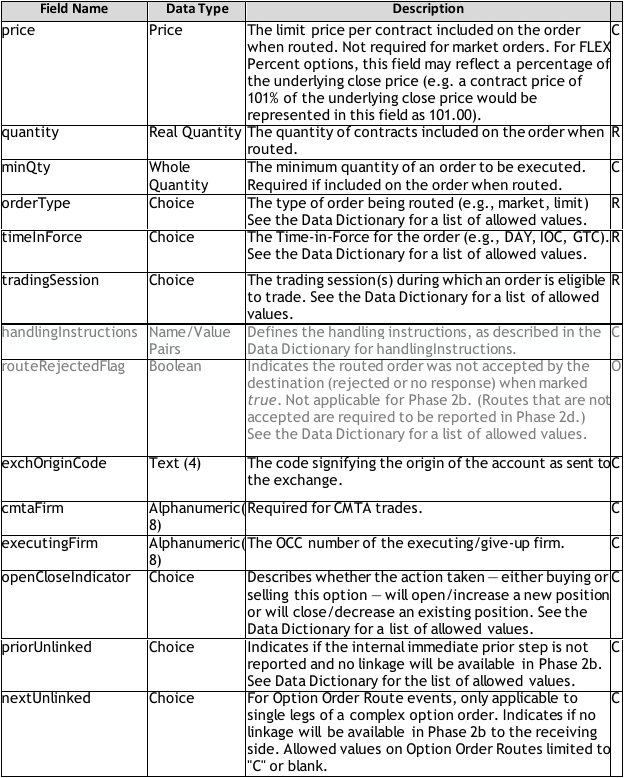 Field Name Data Type Description
price Price The limit price per contract included on the order C
when routed. Not required for market orders. For FLEX
Percent options, this field may reflect a percentage of
the underlying close price (e.g. a contract price of
101% of the underlying close price would be
represented in this field as 101.00).
quantity Real Quantity The quantity of contracts included on the order when R
routed.
minQty Whole The minimum quantity of an order to be executed. C
Quantity Required if included on the order when routed.
orderType Choice The type of order being routed (e.g., market, limit) R
See the Data Dictionary for a list of allowed values.
timeInForce Choice The Time-in-Force for the order (e.g., DAY, IOC, GTC). R
See the Data Dictionary for a list of allowed values.
tradingSession Choice The trading session(s) during which an order is eligible R
to trade. See the Data Dictionary for a list of allowed
values.
handlingInstructions Name/Value Defines the handling instructions, as described in the C
Pairs Data Dictionary for handlingInstructions.
routeRejectedFlag Boolean Indicates the routed order was not accepted by the O
destination (rejected or no response) when marked
true. Not applicable for Phase 2b. (Routes that are not
accepted are required to be reported in Phase 2d.)
See the Data Dictionary for a list of allowed values.
exchOriginCode Text (4) The code signifying the origin of the account as sent to C
the exchange.
cmtaFirm Alphanumeric( Required for CMTA trades. C
8)
executingFirm Alphanumeric( The OCC number of the executing/give-up firm. C
8)
openCloseIndicator Choice Describes whether the action taken — either buying or C
selling this option — will open/increase a new position
or will close/decrease an existing position. See the
Data Dictionary for a list of allowed values.
priorUnlinked Choice Indicates if the internal immediate prior step is not C
reported and no linkage will be available in Phase 2b.
See Data Dictionary for the list of allowed values.
nextUnlinked Choice For Option Order Route events, only applicable to C
single legs of a complex option order. Indicates if no
linkage will be available in Phase 2b to the receiving
side. Allowed values on Option Order Routes limited to
"C" or blank.